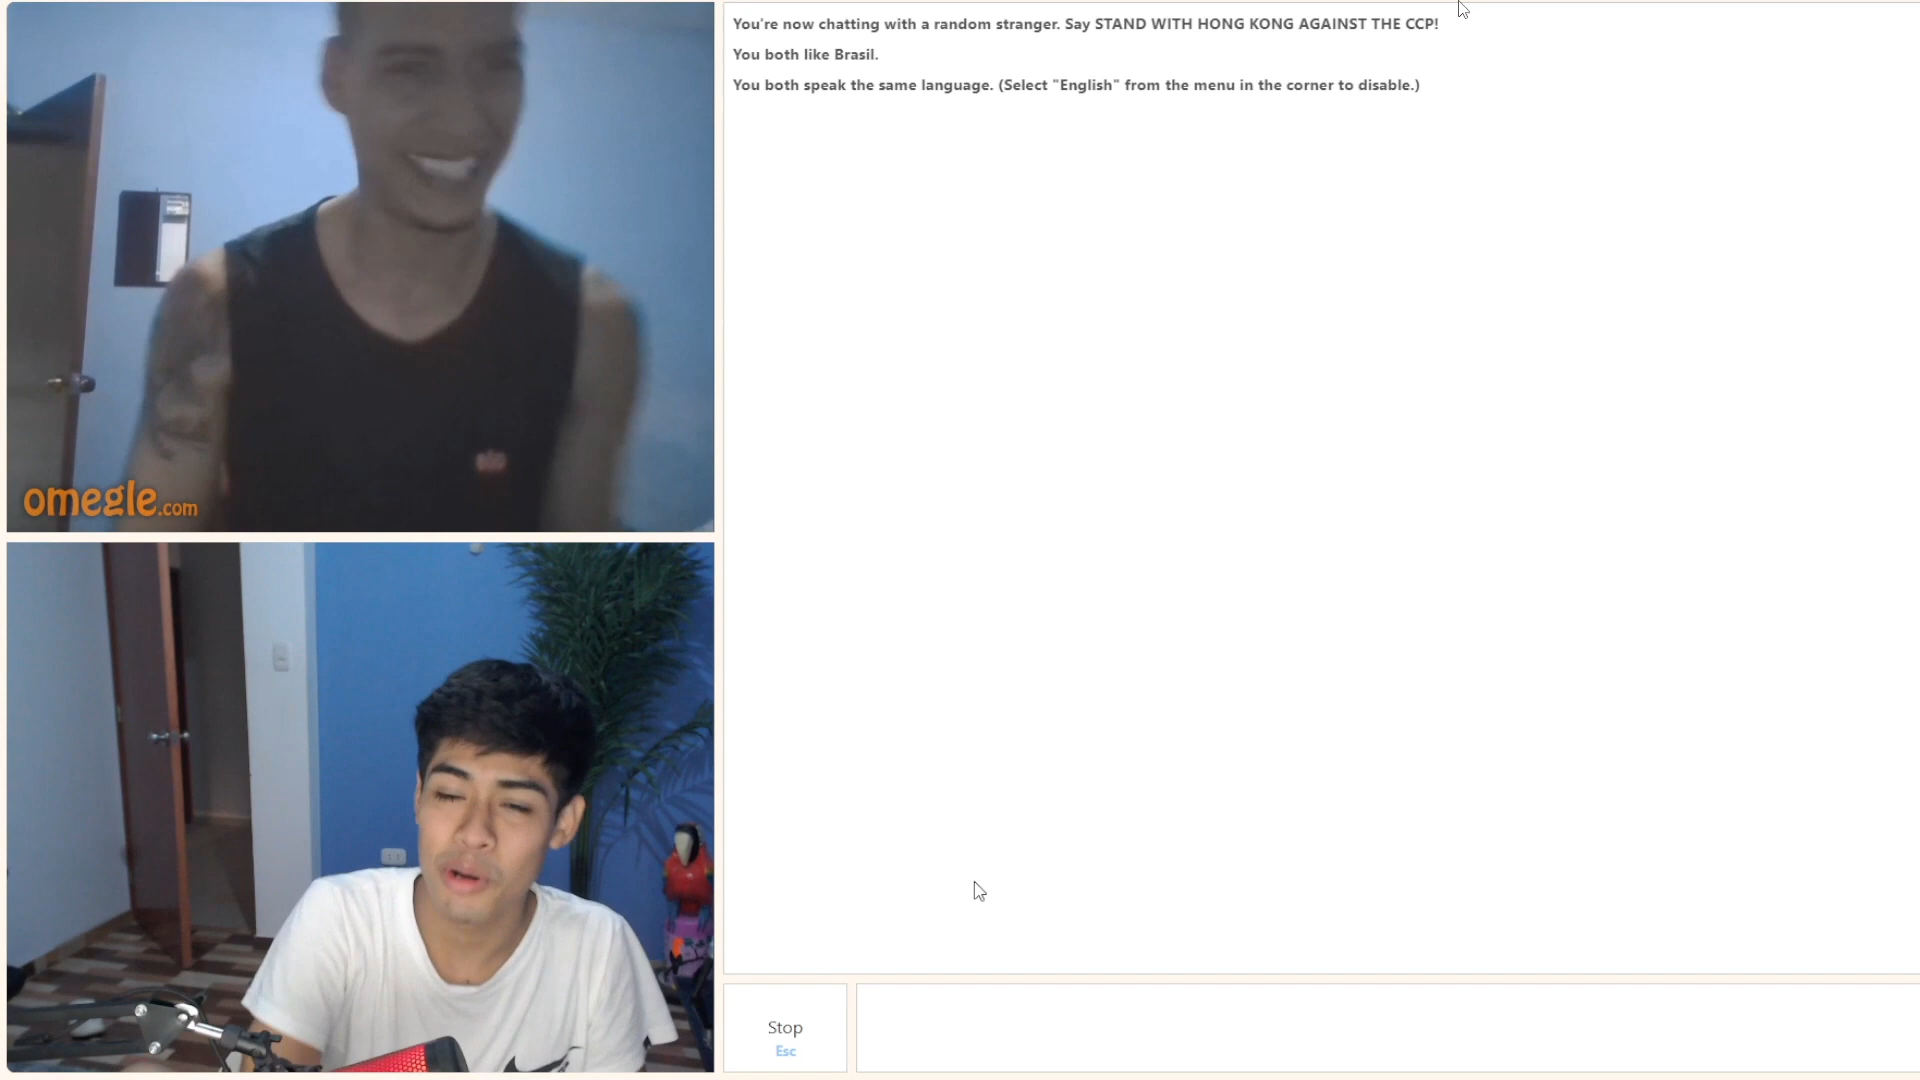 You're now chatting with a random stranger. Say STAND WITH HONG KONG AGAINST THE CCP!
You both like Brasil.
You both speak the same language. (Select "English" from the menu in the corner to disable.)
omegle.com
Stop
Esc